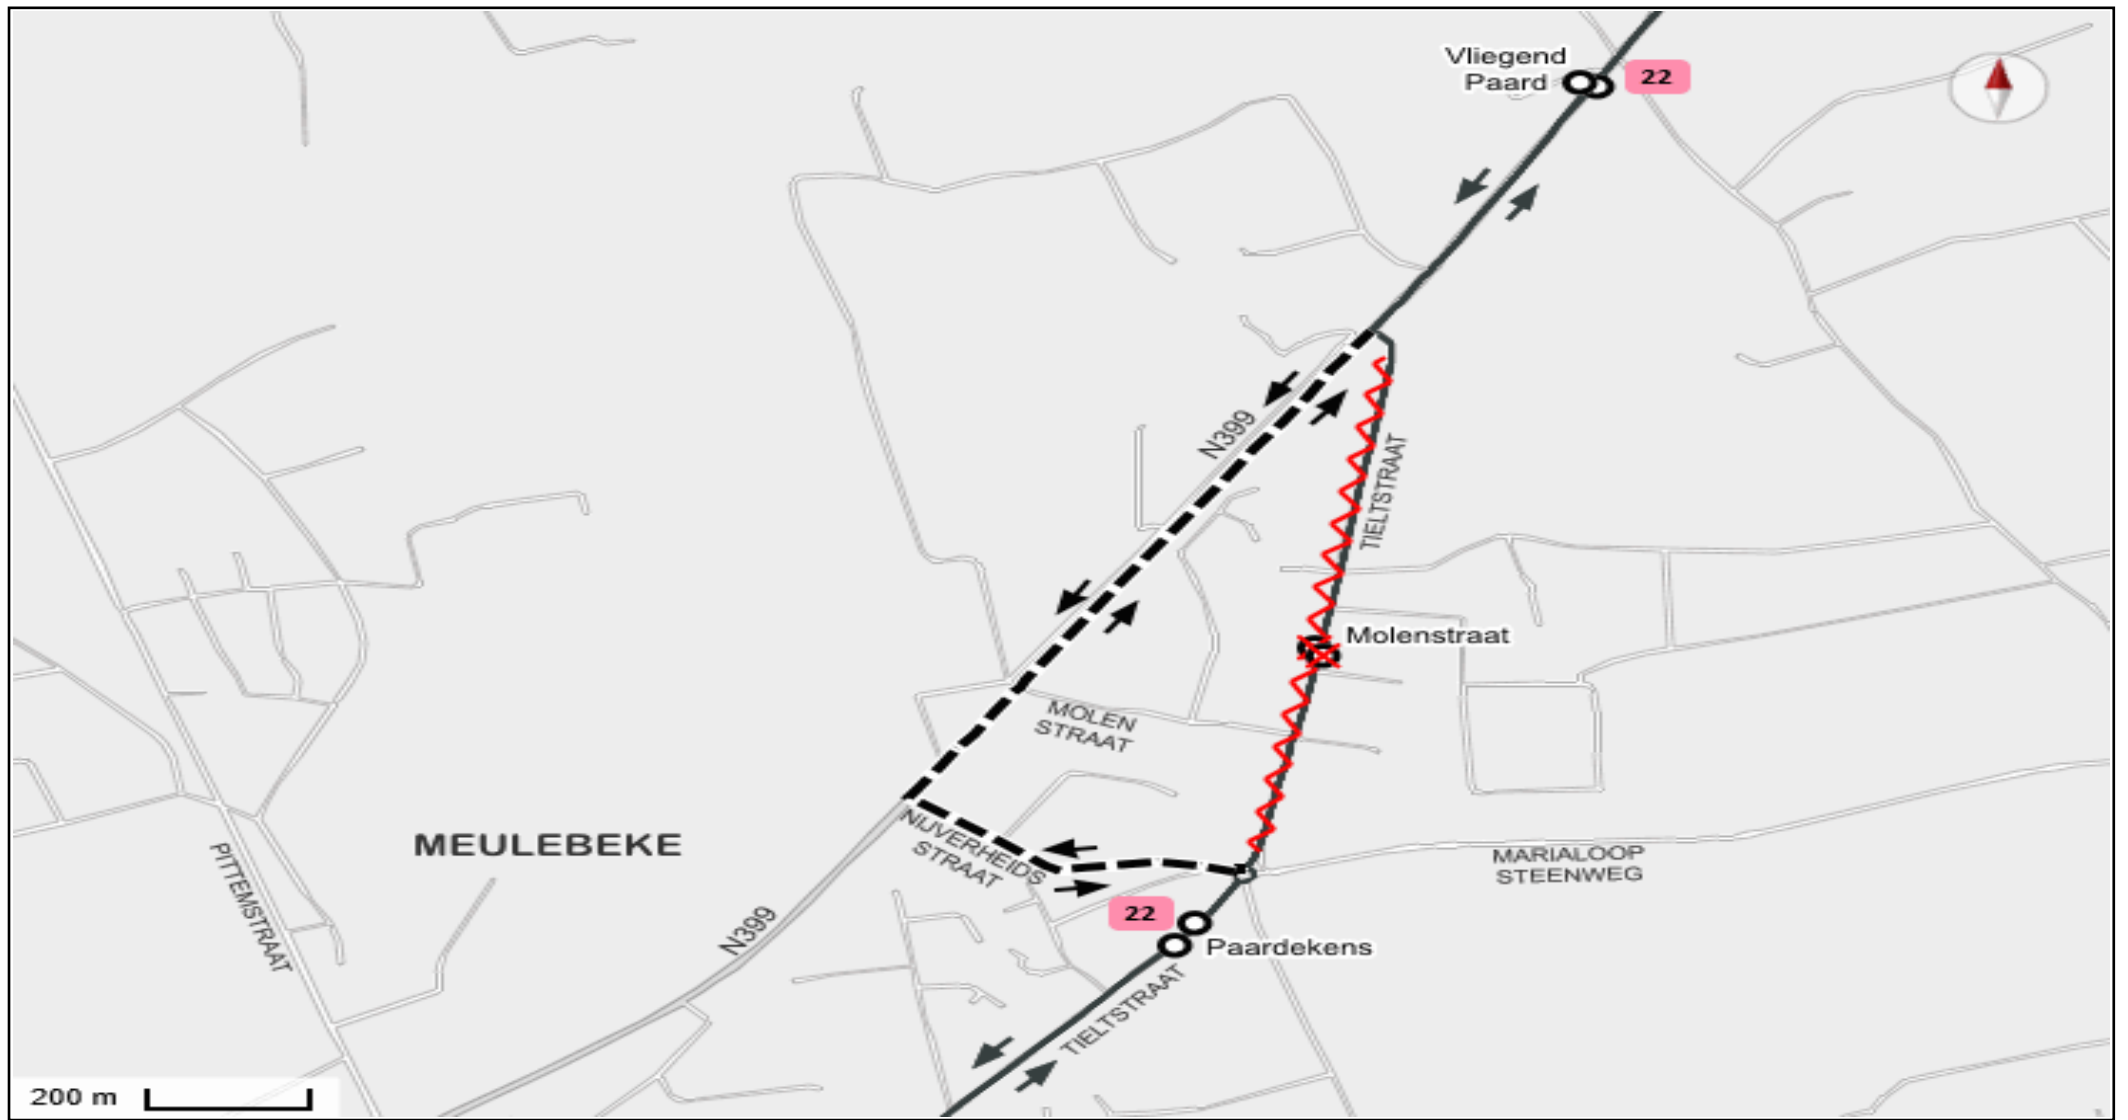 Vliegend
Paard
22
N399
TIELTSTRAAT
Molenstraat
MOLEN
STRAAT
MEULEBEKE
NIJVERHEIDS
STRAAT
MARIALOOP
STEENWEG
PITTEMSTRAAT
22
N399
Paardekens
TIELTSTRAAT
200 m